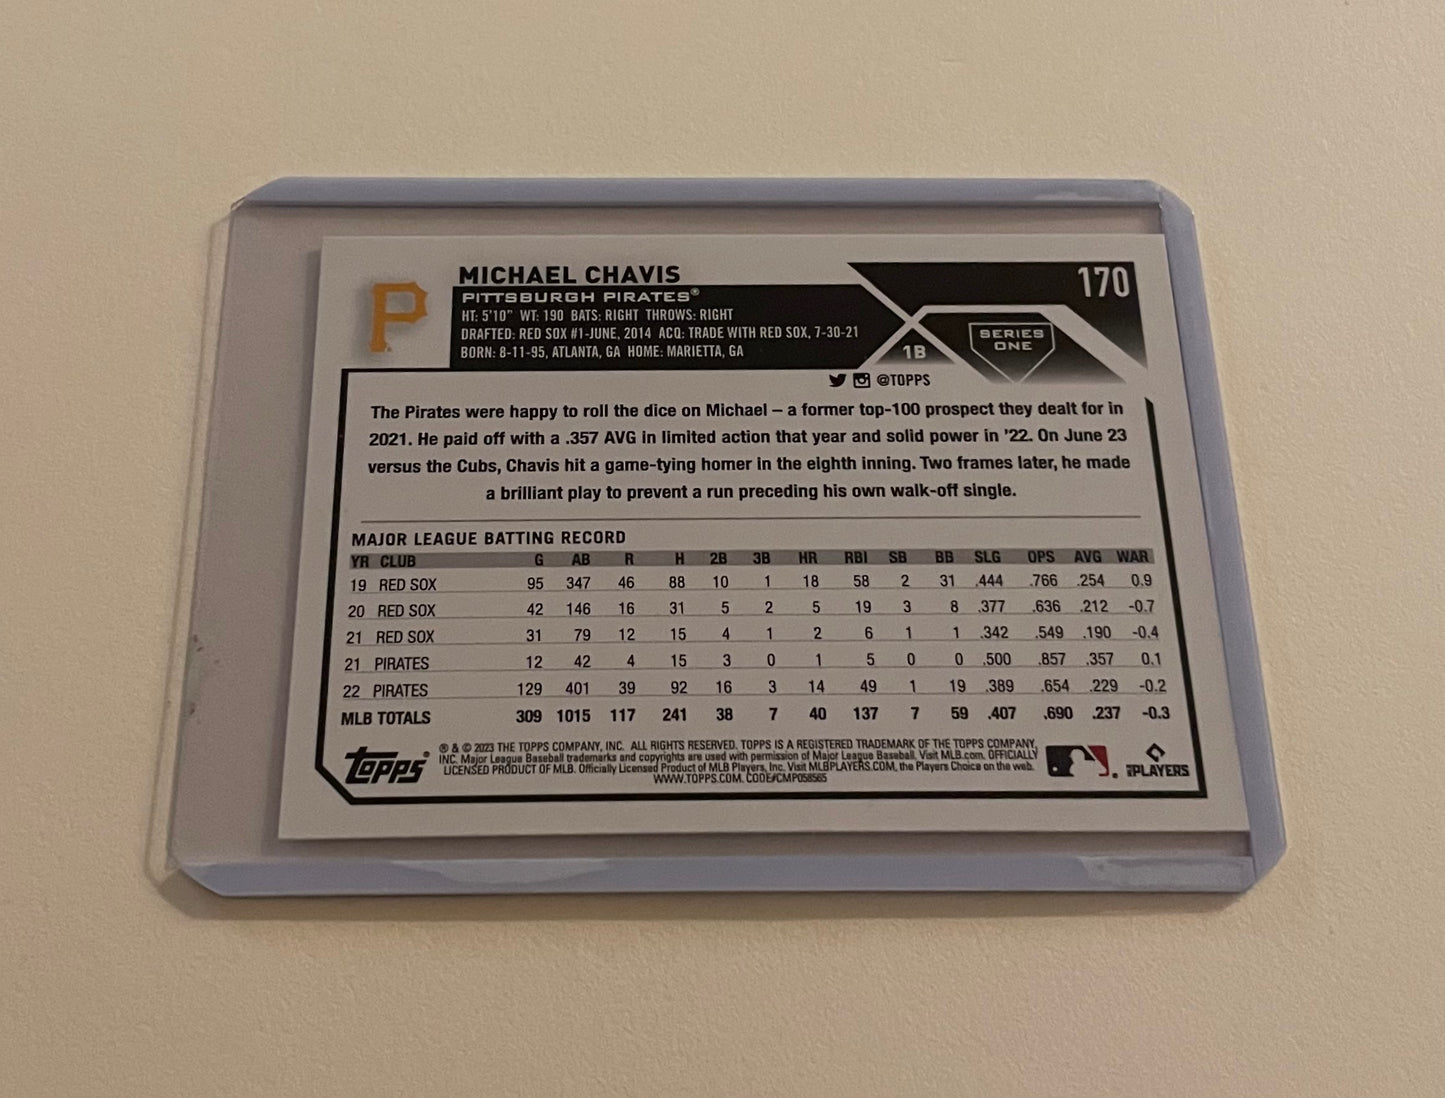 P
MICHAEL CHAVIS
170
PITTSBURGH PIRATES®
HT: 5'10" WT: 190 BATS: RIGHT THROWS: RIGHT
DRAFTED: RED SOX #1-JUNE, 2014 ACQ: TRADE WITH RED SOX, 7-30-21
BORN: 8-11-95, ATLANTA, GA HOME: MARIETTA, GA
1B
SERIES
ONE
@TOPPS
The Pirates were happy to roll the dice on Michael – a former top-100 prospect they dealt for in
2021. He paid off with a .357 AVG in limited action that year and solid power in '22. On June 23
versus the Cubs, Chavis hit a game-tying homer in the eighth inning. Two frames later, he made
a brilliant play to prevent a run preceding his own walk-off single.
MAJOR LEAGUE BATTING RECORD
YR CLUB G AB R H 2B 3B HR RBI SB BB SLG OPS AVG WAR
19 RED SOX 95 347 46 88 10 1 18 58 2 31 .444 .766 .254 0.9
20 RED SOX 42 146 16 31 5 2 5 19 3 8 .377 .636 .212 -0.7
21 RED SOX 31 79 12 15 4 1 2 6 1 1 .342 .549 .190 -0.4
21 PIRATES 12 42 4 15 3 0 1 5 0 0 .500 .857 .357 0.1
22 PIRATES 129 401 39 92 16 3 14 49 1 19 .389 .654 .229 -0.2
MLB TOTALS 309 1015 117 241 38 7 40 137 7 59 .407 .690 .237 -0.3
Topps®
® & © 2023 THE TOPPS COMPANY, INC. ALL RIGHTS RESERVED. TOPPS IS A REGISTERED TRADEMARK OF THE TOPPS COMPANY,
INC. Major League Baseball trademarks and copyrights are used with permission of Major League Baseball. Visit MLB.com. OFFICIALLY
LICENSED PRODUCT OF MLB. Officially Licensed Product of MLB Players, Inc. Visit MLBPLAYERS.COM, the Players Choice on the web.
WWW.TOPPS.COM. CODE#CMP058565
PLAYERS